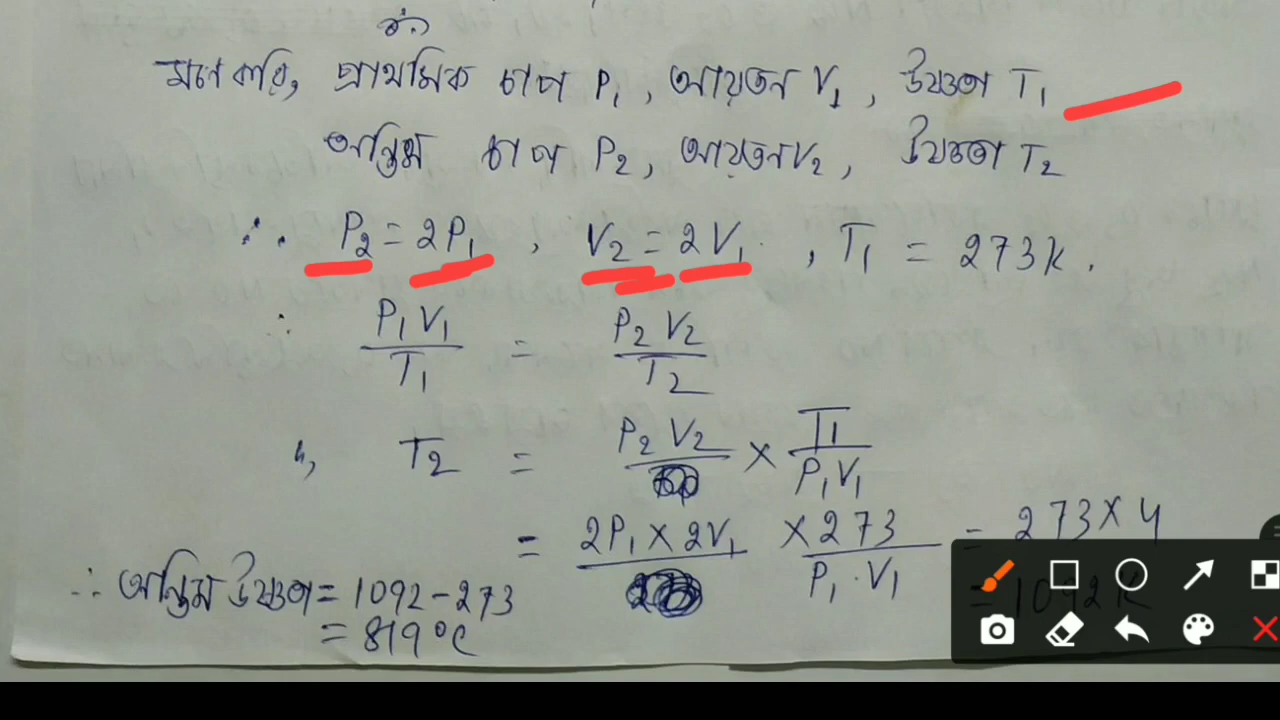 উঃ
মনে করি, প্রাথমিক চাপ P₁, আয়তন V₁, উষ্ণতা T₁
অন্তিম চাপ P₂, আয়তন V₂, উষ্ণতা T₂
∴ P₂ = 2P₁, V₂ = 2V₁, T₁ = 273K.
∴ P₁V₁/T₁ = P₂V₂/T₂
বা, T₂ = P₂V₂ × T₁/P₁V₁
= 2P₁ × 2V₁ × 273/P₁·V₁ = 273 × 4
= 1092 K
∴ অন্তিম উষ্ণতা = 1092 - 273
= 819°C